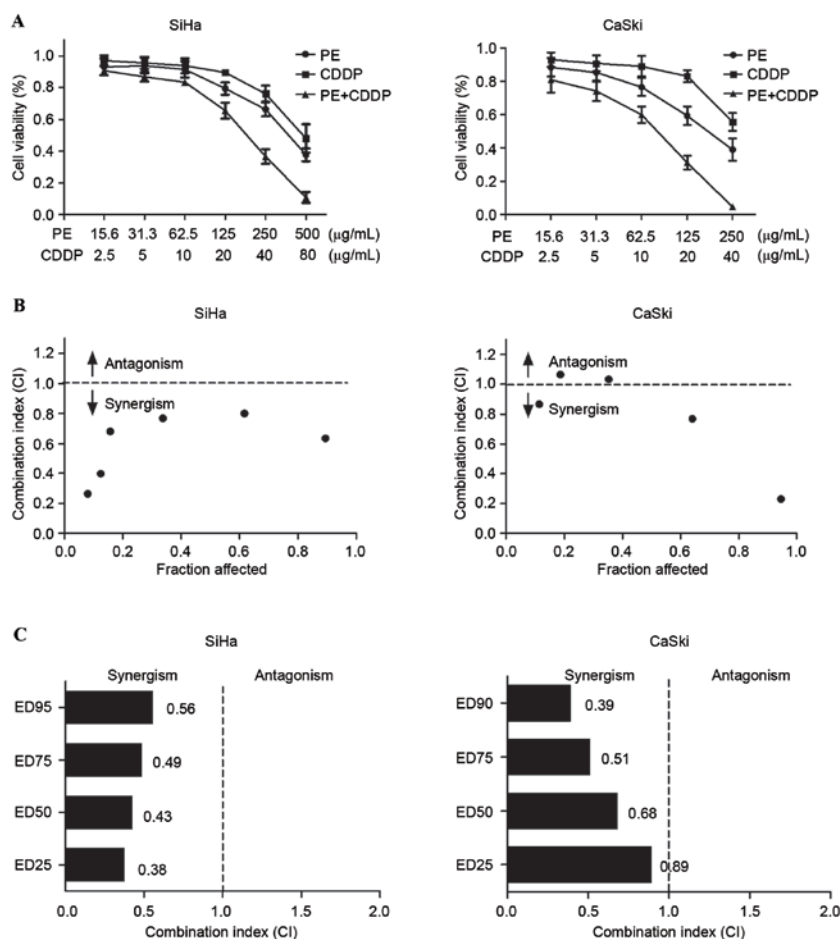 A
SiHa
Cell viability (%)
1.0
0.8
0.6
0.4
0.2
0.0
PE
CDDP
PE+CDDP
PE 15.6 31.3 62.5 125 250 500 (μg/mL)
CDDP 2.5 5 10 20 40 80 (μg/mL)
CaSki
Cell viability (%)
1.0
0.8
0.6
0.4
0.2
0.0
PE
CDDP
PE+CDDP
PE 15.6 31.3 62.5 125 250 (μg/mL)
CDDP 2.5 5 10 20 40 (μg/mL)
B
SiHa
Combination index (CI)
1.2
1.0
0.8
0.6
0.4
0.2
0.0
Antagonism
Synergism
0.0 0.2 0.4 0.6 0.8 1.0
Fraction affected
CaSki
Combination index (CI)
1.2
1.0
0.8
0.6
0.4
0.2
0.0
Antagonism
Synergism
0.0 0.2 0.4 0.6 0.8 1.0
Fraction affected
C
SiHa
Synergism Antagonism
ED95 0.56
ED75 0.49
ED50 0.43
ED25 0.38
0.0 0.5 1.0 1.5 2.0
Combination index (CI)
CaSki
Synergism Antagonism
ED90 0.39
ED75 0.51
ED50 0.68
ED25 0.89
0.0 0.5 1.0 1.5 2.0
Combination index (CI)